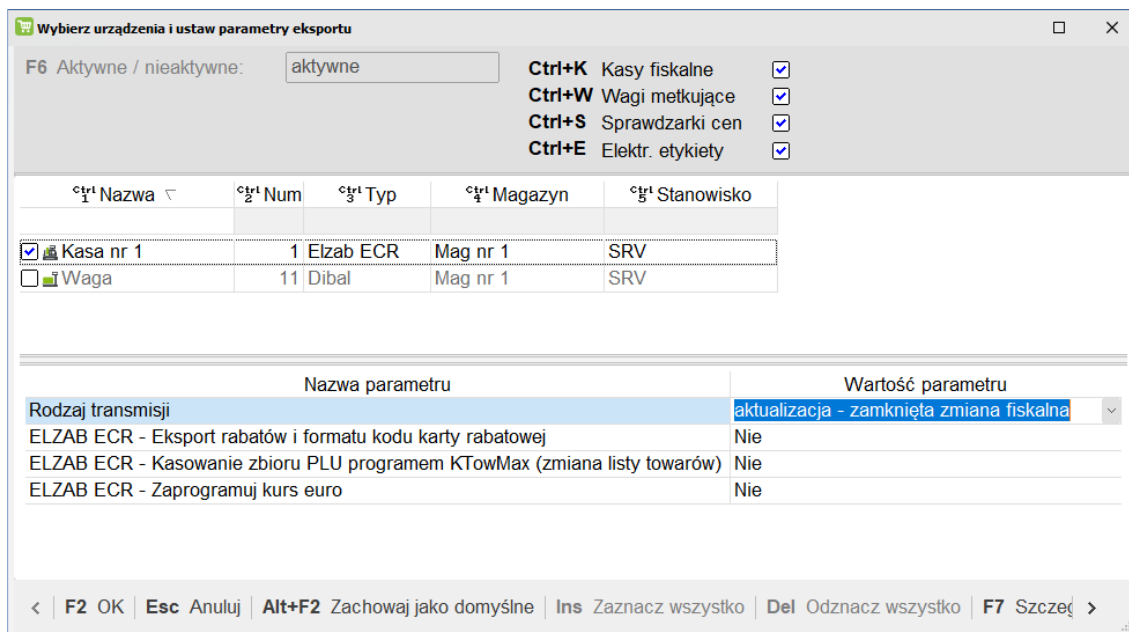 Wybierz urządzenia i ustaw parametry eksportu
F6 Aktywne / nieaktywne: aktywne
Ctrl+K Kasy fiskalne
Ctrl+W Wagi metkujące
Ctrl+S Sprawdzarki cen
Ctrl+E Elektr. etykiety
Ctrl 1 Nazwa Ctrl 2 Num Ctrl 3 Typ Ctrl 4 Magazyn Ctrl 5 Stanowisko
Kasa nr 1 1 Elzab ECR Mag nr 1 SRV
Waga 11 Dibal Mag nr 1 SRV
Nazwa parametru Wartość parametru
Rodzaj transmisji aktualizacja - zamknięta zmiana fiskalna
ELZAB ECR - Eksport rabatów i formatu kodu karty rabatowej Nie
ELZAB ECR - Kasowanie zbioru PLU programem KTowMax (zmiana listy towarów) Nie
ELZAB ECR - Zaprogramuj kurs euro Nie
F2 OK Esc Anuluj Alt+F2 Zachowaj jako domyślne Ins Zaznacz wszystko Del Odznacz wszystko F7